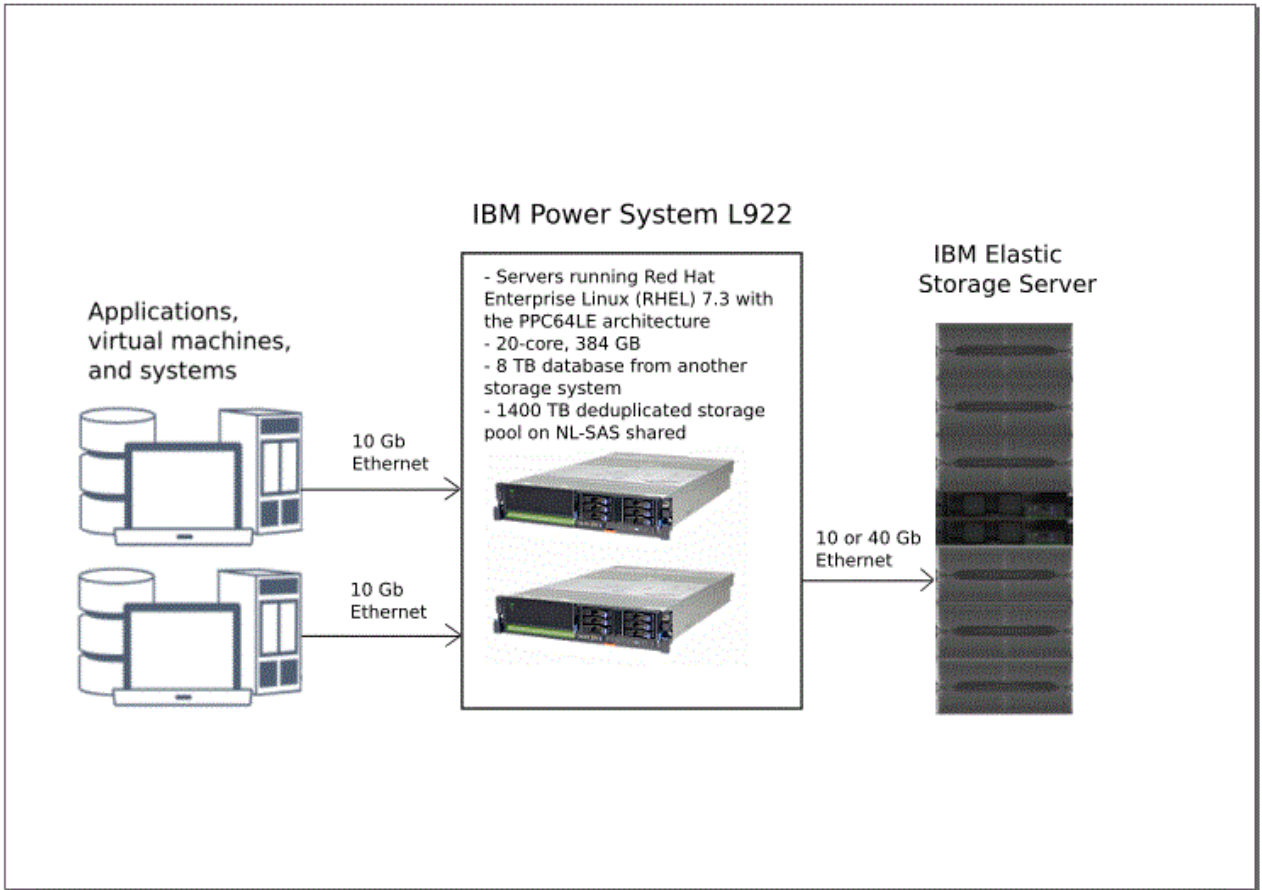 IBM Power System L922
IBM Elastic
Storage Server
Applications,
virtual machines,
and systems
- Servers running Red Hat
Enterprise Linux (RHEL) 7.3 with
the PPC64LE architecture
- 20-core, 384 GB
- 8 TB database from another
storage system
- 1400 TB deduplicated storage
pool on NL-SAS shared
10 Gb
Ethernet
10 Gb
Ethernet
10 or 40 Gb
Ethernet